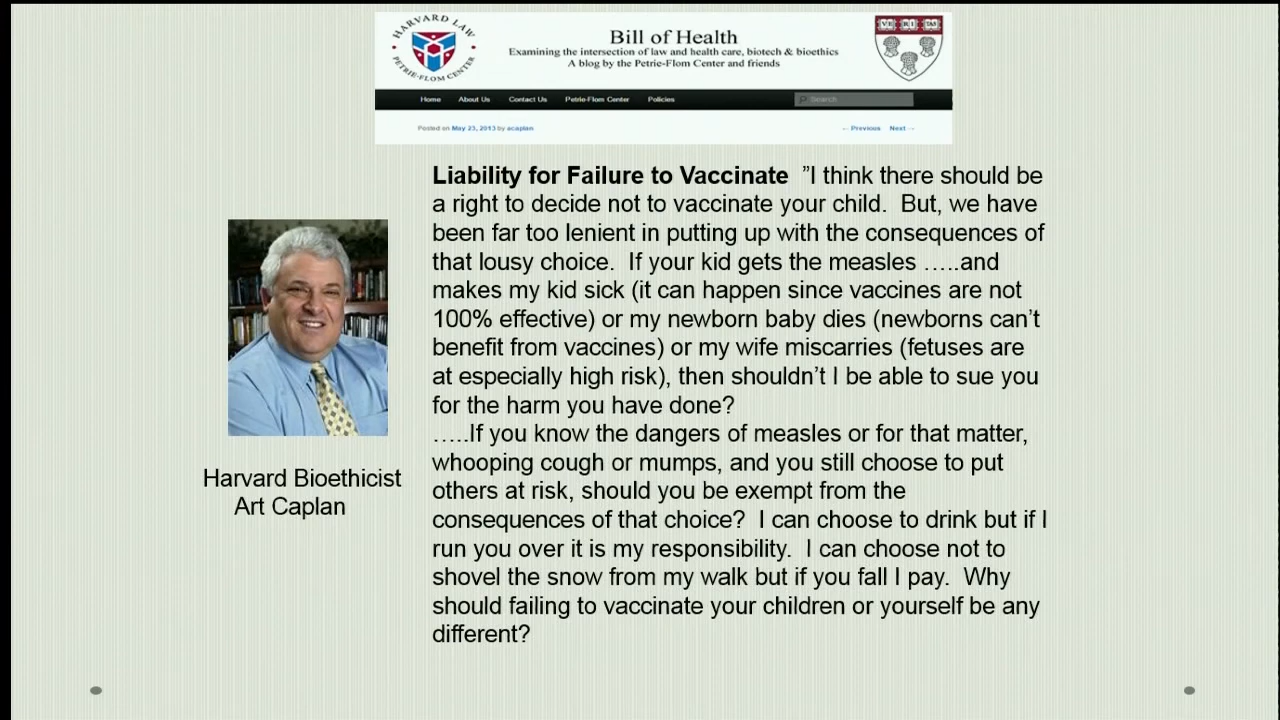 HARVARD LAW
PETRIE-FLOM CENTER
VE RI TAS
Bill of Health
Examining the intersection of law and health care, biotech & bioethics
A blog by the Petrie-Flom Center and friends
Home About Us Contact Us Petrie-Flom Center Policies Search
Posted on May 23, 2013 by acaplan ← Previous Next →
Liability for Failure to Vaccinate ”I think there should be
a right to decide not to vaccinate your child. But, we have
been far too lenient in putting up with the consequences of
that lousy choice. If your kid gets the measles …..and
makes my kid sick (it can happen since vaccines are not
100% effective) or my newborn baby dies (newborns can’t
benefit from vaccines) or my wife miscarries (fetuses are
at especially high risk), then shouldn’t I be able to sue you
for the harm you have done?
…..If you know the dangers of measles or for that matter,
whooping cough or mumps, and you still choose to put
others at risk, should you be exempt from the
consequences of that choice? I can choose to drink but if I
run you over it is my responsibility. I can choose not to
shovel the snow from my walk but if you fall I pay. Why
should failing to vaccinate your children or yourself be any
different?
Harvard Bioethicist
Art Caplan